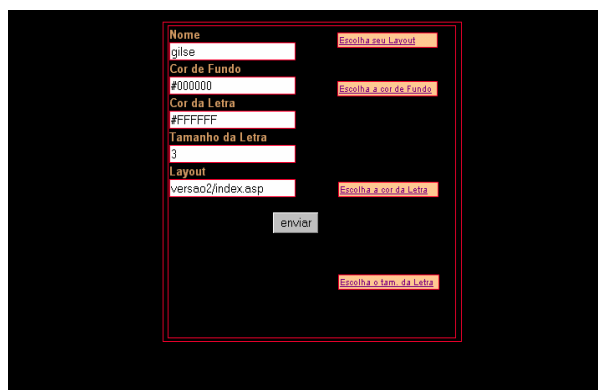 Nome
gilse
Cor de Fundo
#000000
Cor da Letra
#FFFFFF
Tamanho da Letra
3
Layout
versao2/index.asp
enviar
Escolha seu Layout
Escolha a cor de Fundo
Escolha a cor da Letra
Escolha o tam. da Letra